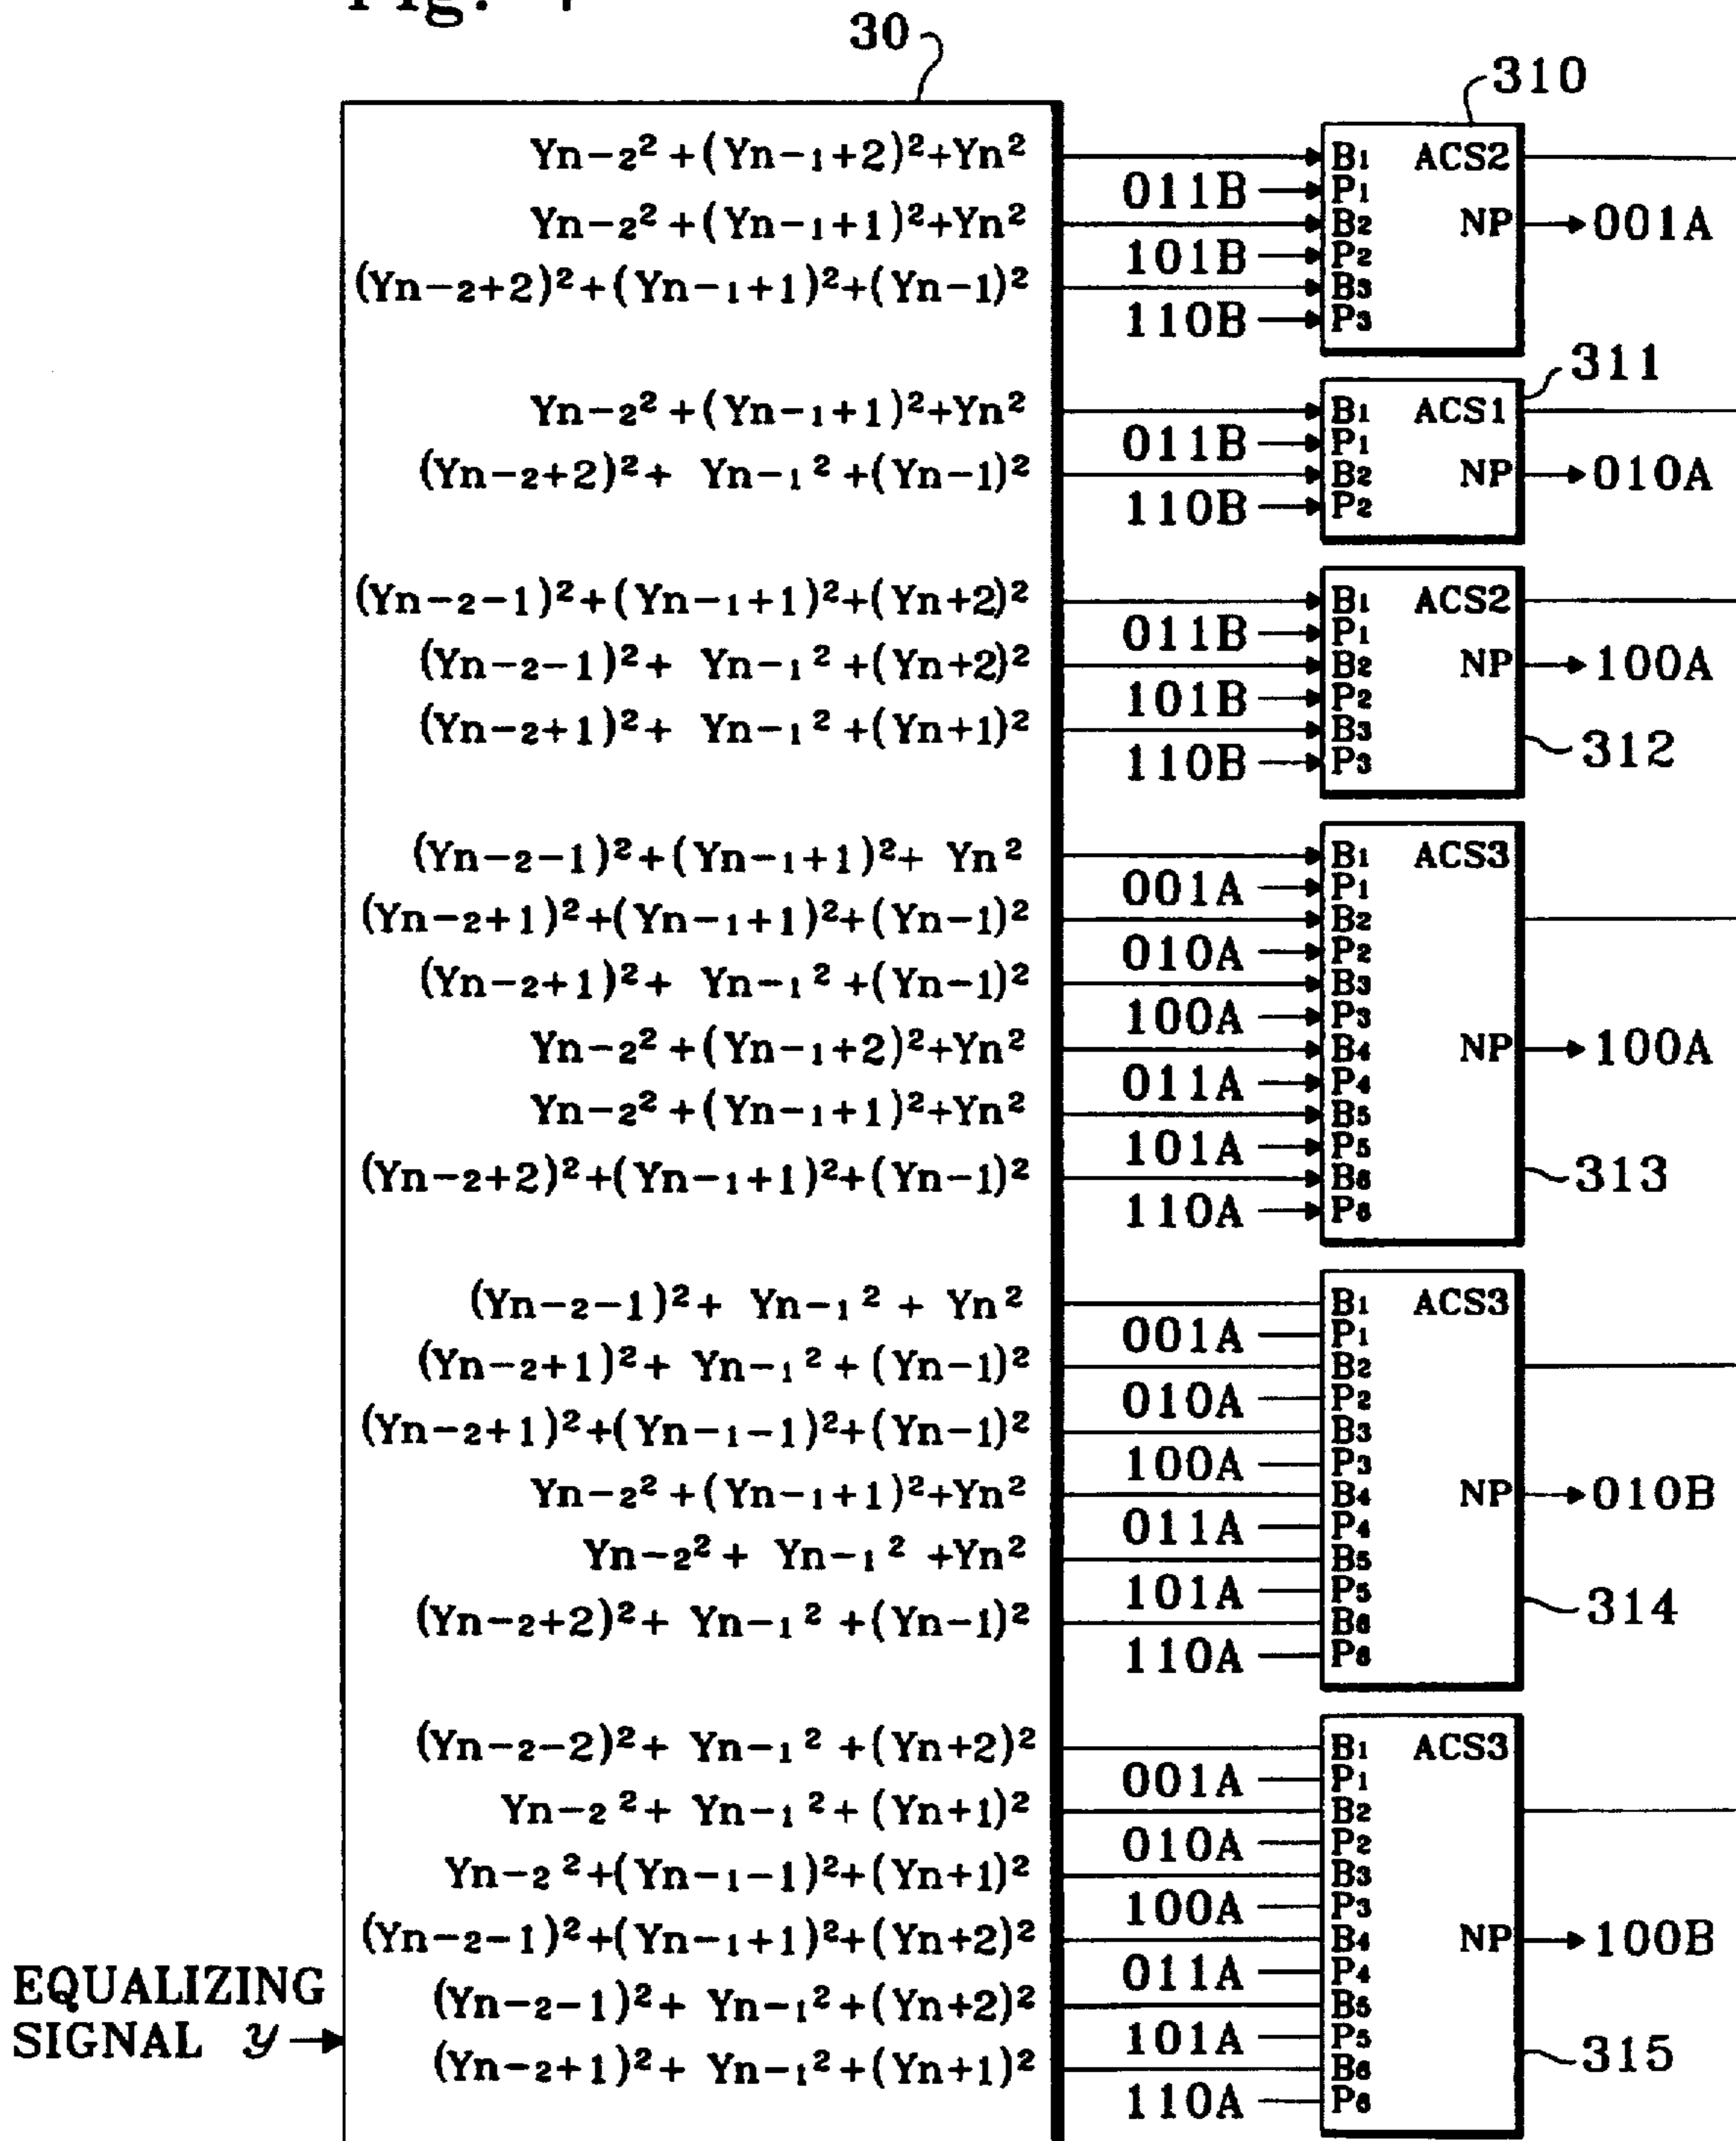 Fig. 4
30
310
Yn-2² + (Yn-1+2)²+Yn² B1 ACS2
011B P1
Yn-2² + (Yn-1+1)²+Yn² B2 NP 001A
101B P2
(Yn-2+2)²+(Yn-1+1)²+(Yn-1)² B3
110B P3
311
Yn-2² + (Yn-1+1)²+Yn² B1 ACS1
011B P1
(Yn-2+2)²+ Yn-1² +(Yn-1)² B2 NP 010A
110B P2
(Yn-2-1)²+(Yn-1+1)²+(Yn+2)² B1 ACS2
011B P1
(Yn-2-1)²+ Yn-1² +(Yn+2)² B2 NP 100A
101B P2
(Yn-2+1)²+ Yn-1² +(Yn+1)² B3 312
110B P3
(Yn-2-1)²+(Yn-1+1)²+ Yn² B1 ACS3
001A P1
(Yn-2+1)²+(Yn-1+1)²+(Yn-1)² B2
010A P2
(Yn-2+1)²+ Yn-1² +(Yn-1)² B3
100A P3
Yn-2² + (Yn-1+2)²+Yn² B4 NP 100A
011A P4
Yn-2² + (Yn-1+1)²+Yn² B5
101A P5
(Yn-2+2)²+(Yn-1+1)²+(Yn-1)² B6 313
110A P6
(Yn-2-1)²+ Yn-1² + Yn² B1 ACS3
001A P1
(Yn-2+1)²+ Yn-1² + (Yn-1)² B2
010A P2
(Yn-2+1)²+(Yn-1-1)²+(Yn-1)² B3
100A P3
Yn-2² + (Yn-1+1)²+Yn² B4 NP 010B
011A P4
Yn-2² + Yn-1² +Yn² B5
101A P5 314
(Yn-2+2)²+ Yn-1² +(Yn-1)² B6
110A P6
(Yn-2-2)²+ Yn-1² +(Yn+2)² B1 ACS3
001A P1
Yn-2² + Yn-1² + (Yn+1)² B2
010A P2
Yn-2² +(Yn-1-1)²+(Yn+1)² B3
100A P3
(Yn-2-1)²+(Yn-1+1)²+(Yn+2)² B4 NP 100B
011A P4
EQUALIZING
SIGNAL y
(Yn-2-1)²+ Yn-1²+(Yn+2)² B5
101A P5
(Yn-2+1)²+ Yn-1²+(Yn+1)² B6 315
110A P6